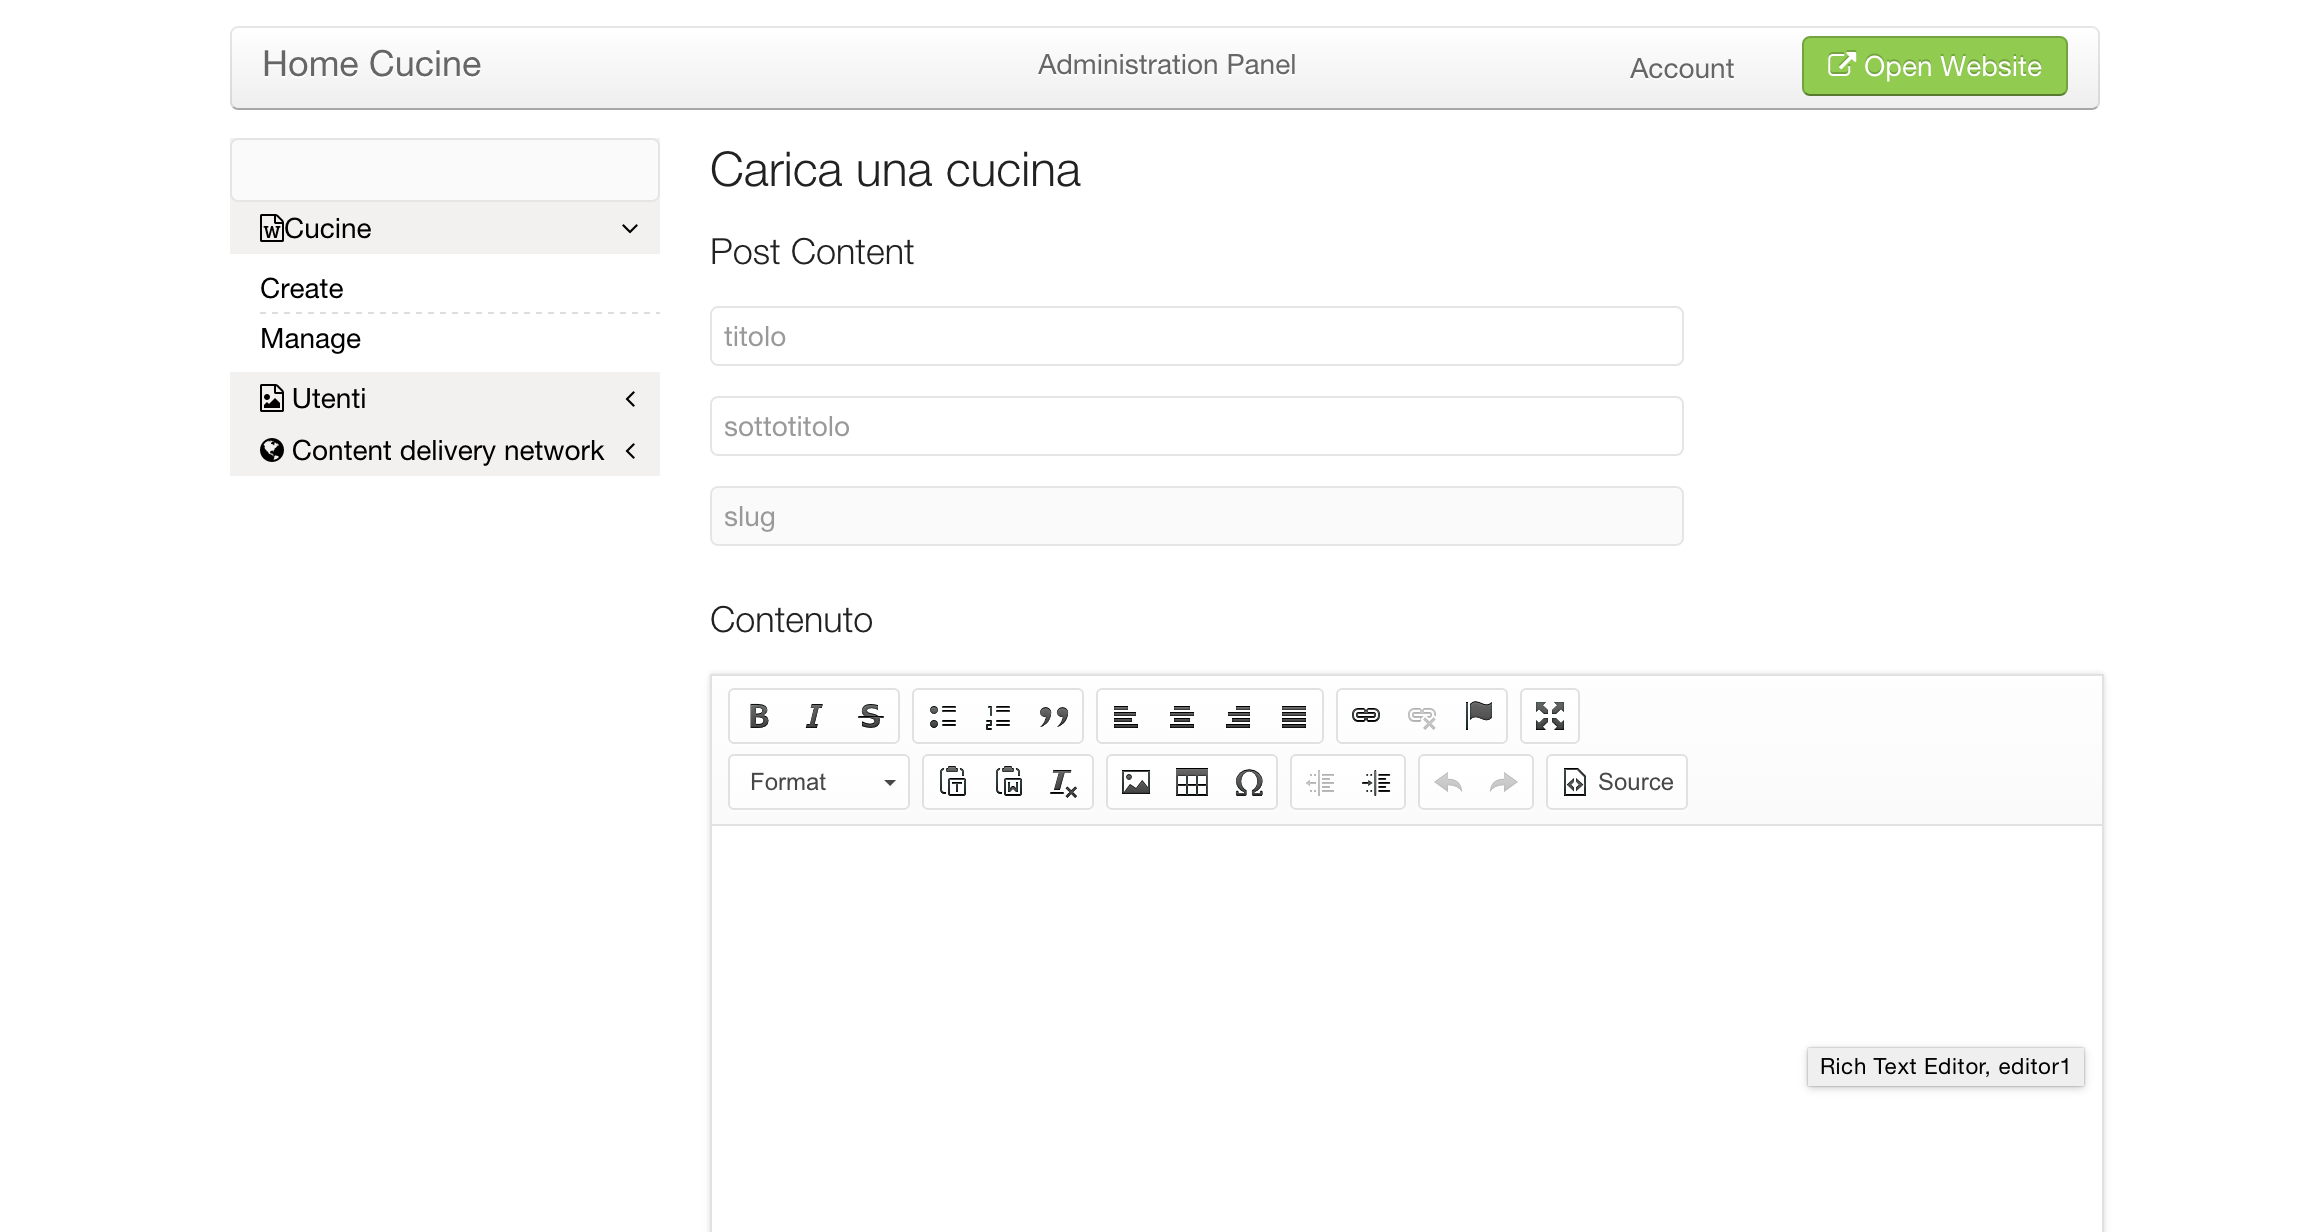 Home Cucine
Administration Panel
Account
Open Website
Cucine
Create
Manage
Utenti
Content delivery network
Carica una cucina
Post Content
titolo
sottotitolo
slug
Contenuto
Format
Source
Rich Text Editor, editor1